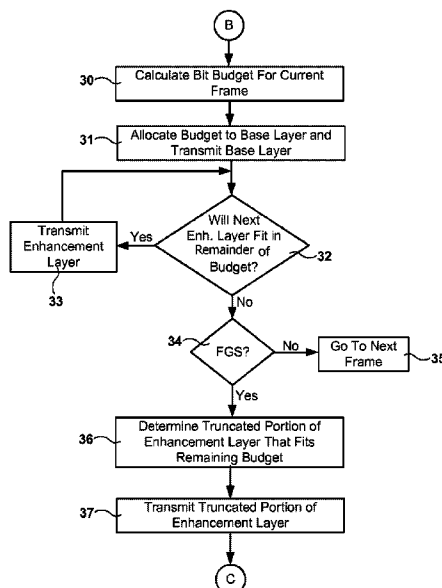 B
30
Calculate Bit Budget For Current
Frame
31
Allocate Budget to Base Layer and
Transmit Base Layer
Transmit
Enhancement
Layer
33
Yes
Will Next
Enh. Layer Fit in
Remainder of
Budget?
32
No
34
FGS?
No
Go To Next
Frame
35
Yes
36
Determine Truncated Portion of
Enhancement Layer That Fits
Remaining Budget
37
Transmit Truncated Portion of
Enhancement Layer
C